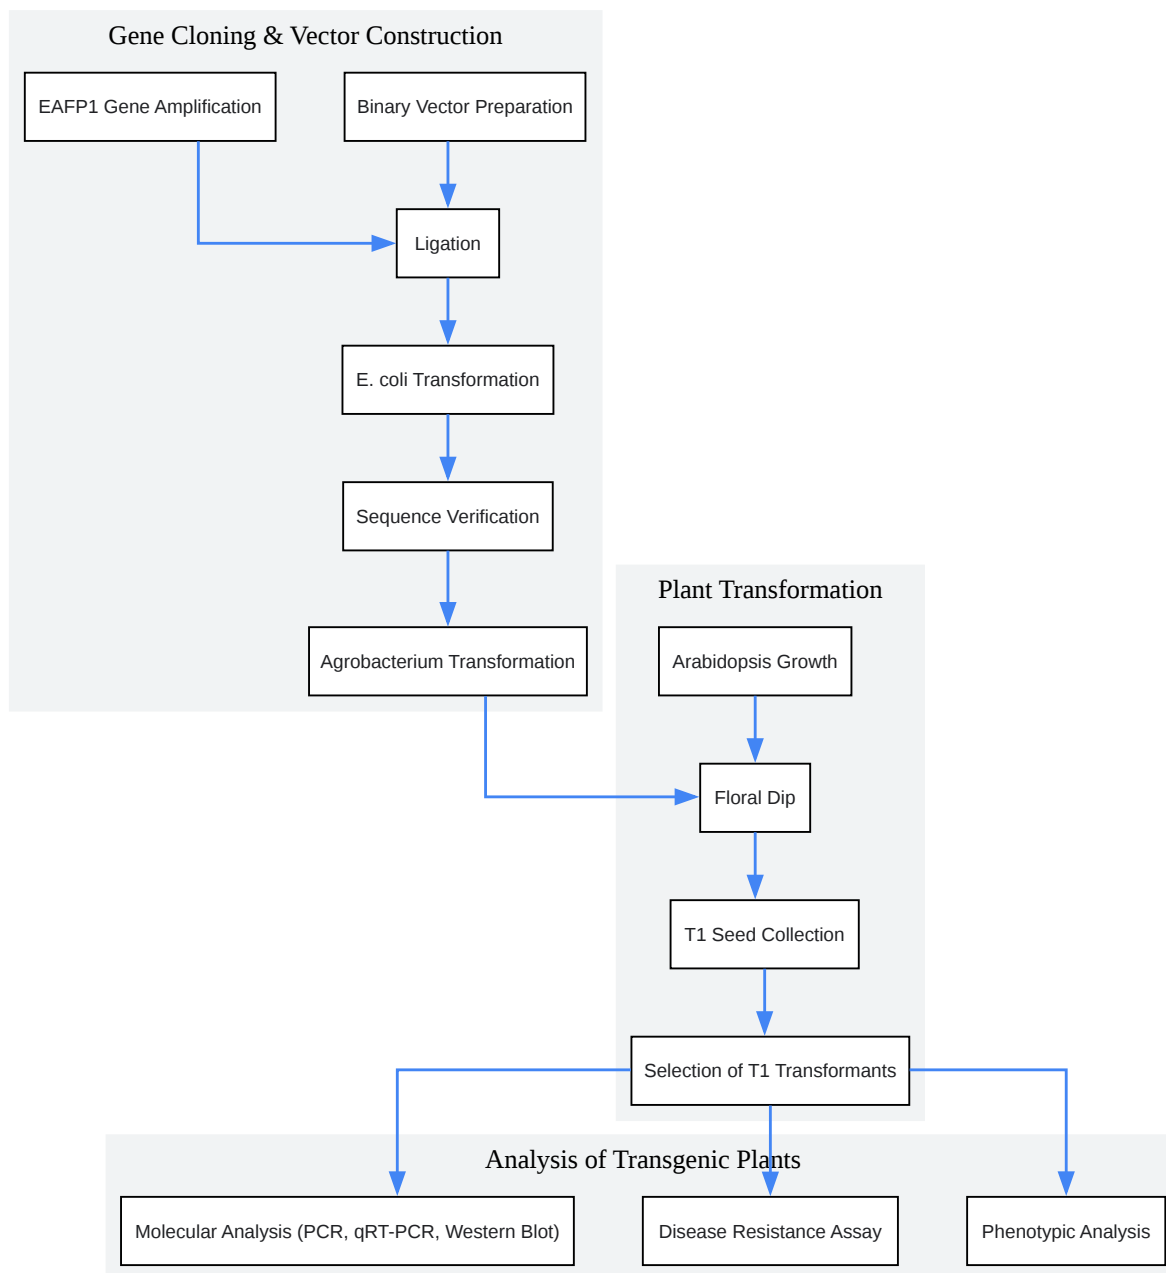 Gene Cloning & Vector Construction
EAFP1 Gene Amplification
Binary Vector Preparation
Ligation
E. coli Transformation
Sequence Verification
Agrobacterium Transformation
Plant Transformation
Arabidopsis Growth
Floral Dip
T1 Seed Collection
Selection of T1 Transformants
Analysis of Transgenic Plants
Molecular Analysis (PCR, qRT-PCR, Western Blot)
Disease Resistance Assay
Phenotypic Analysis